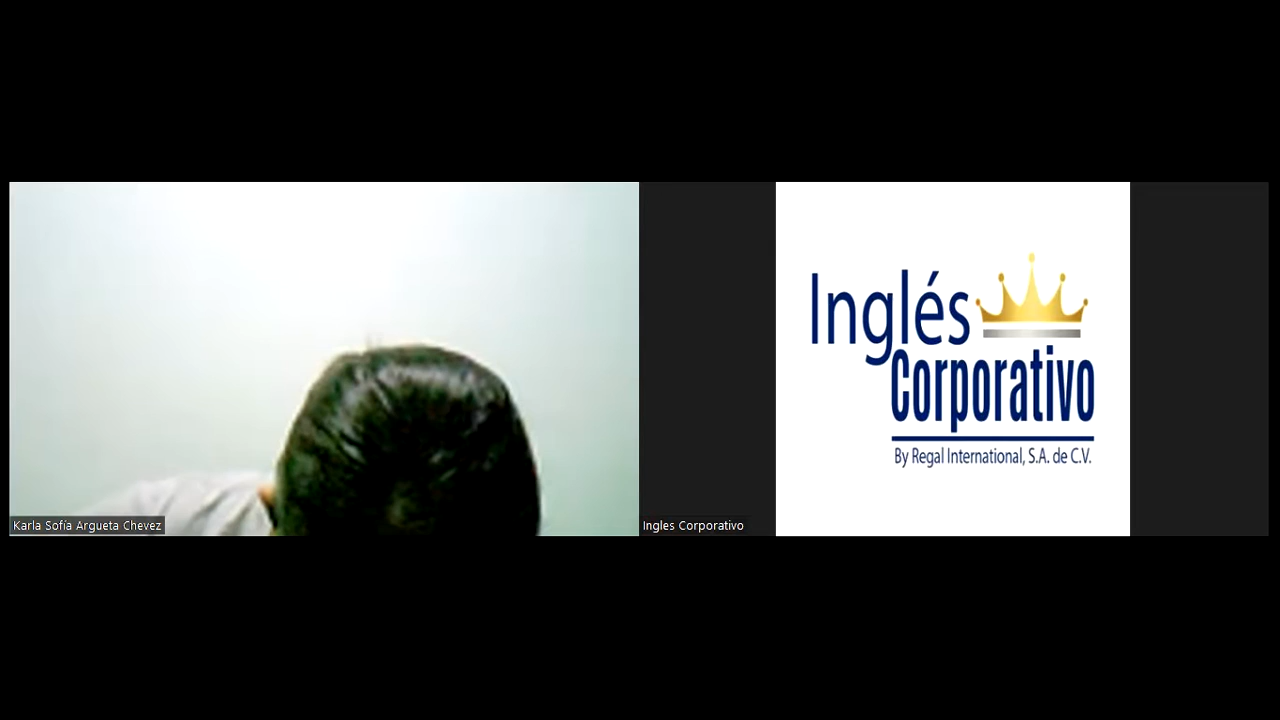 Inglés
Corporativo
By Regal International, S.A. de C.V.
Karla Sofía Argueta Chevez
Ingles Corporativo